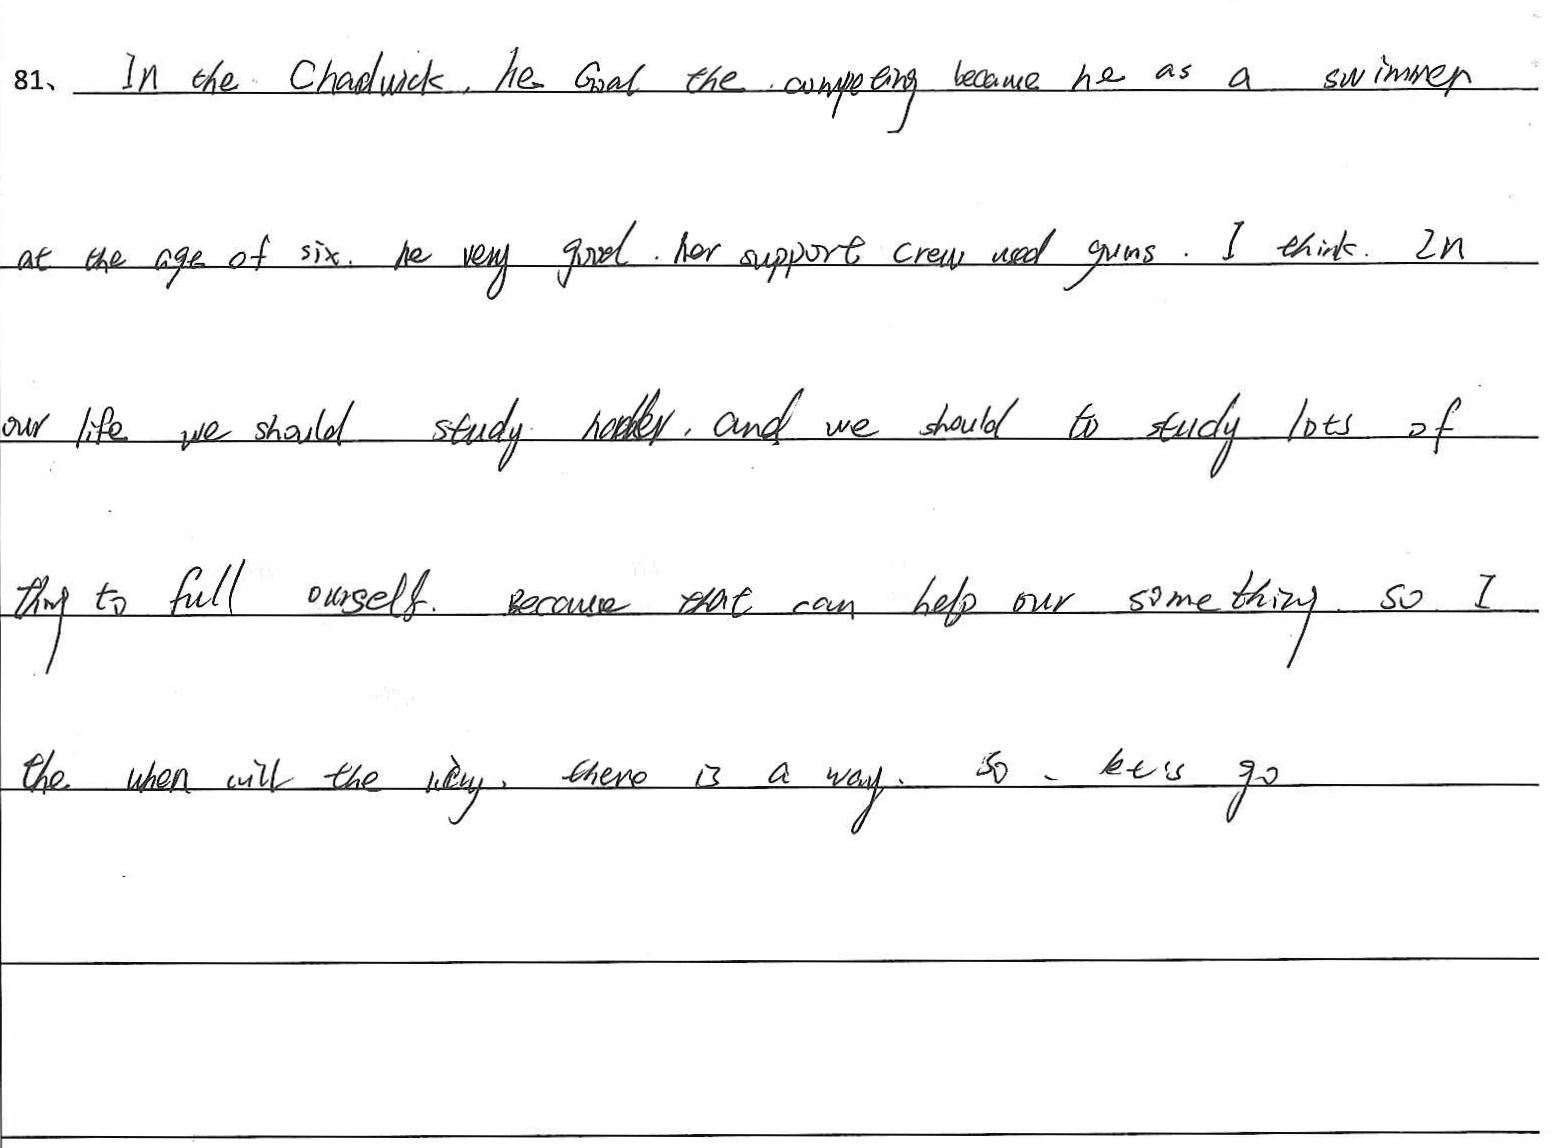 81、 In the Chadwick, he Goal the competing because he as a swimmer
at the age of six. he very good. her support crew used guns. I think. In
our life we should study harder, and we should to study lots of
thing to full ourself. Because that can help our something. so I
the when will the way, there is a way. so let's go